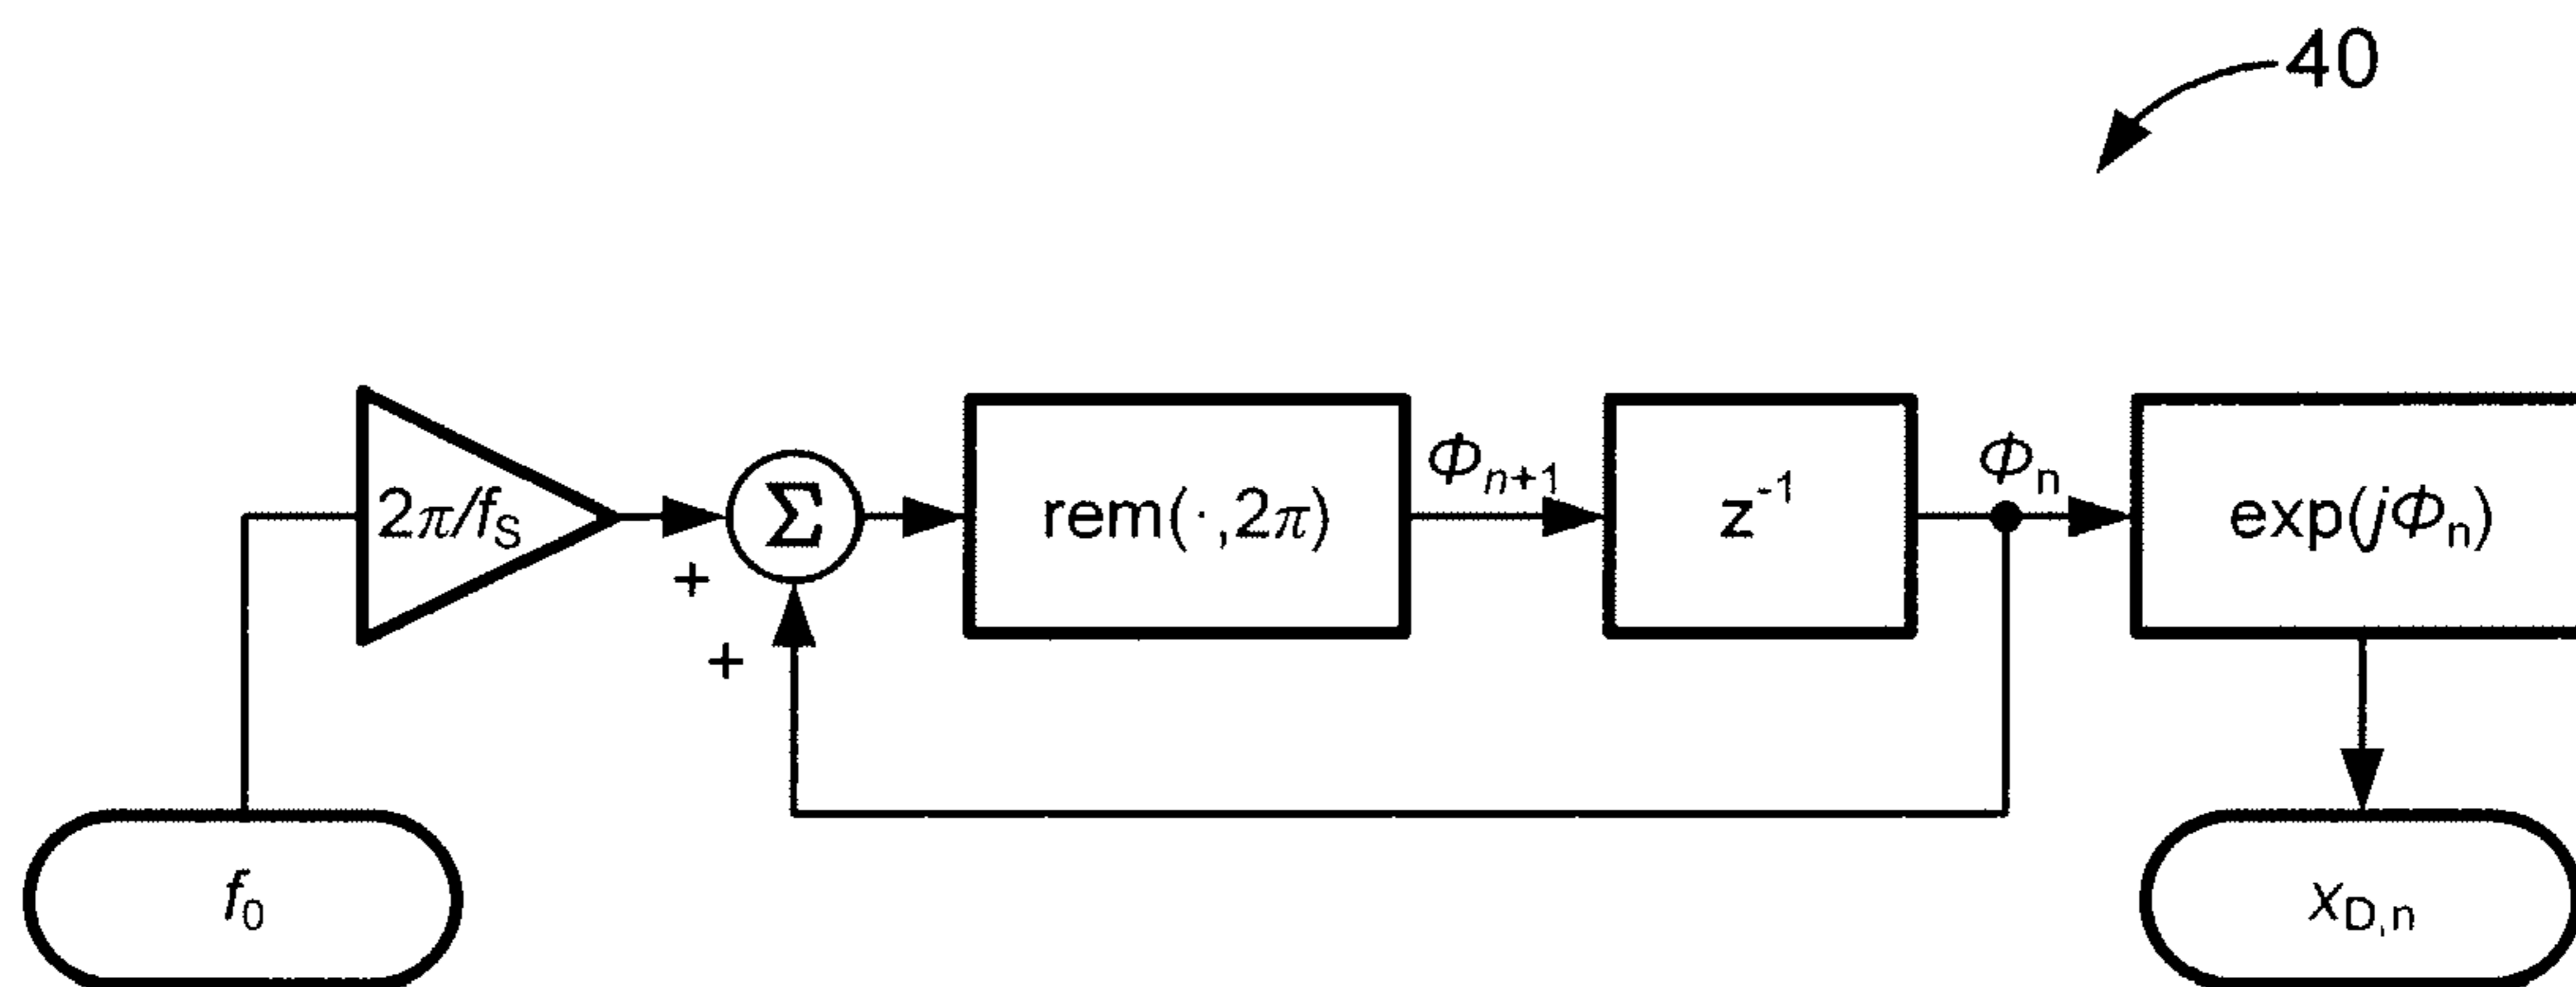 40
2π/fS
Σ
rem(·,2π)
Φn+1
z-1
Φn
exp(jΦn)
+
+
f0
xD,n